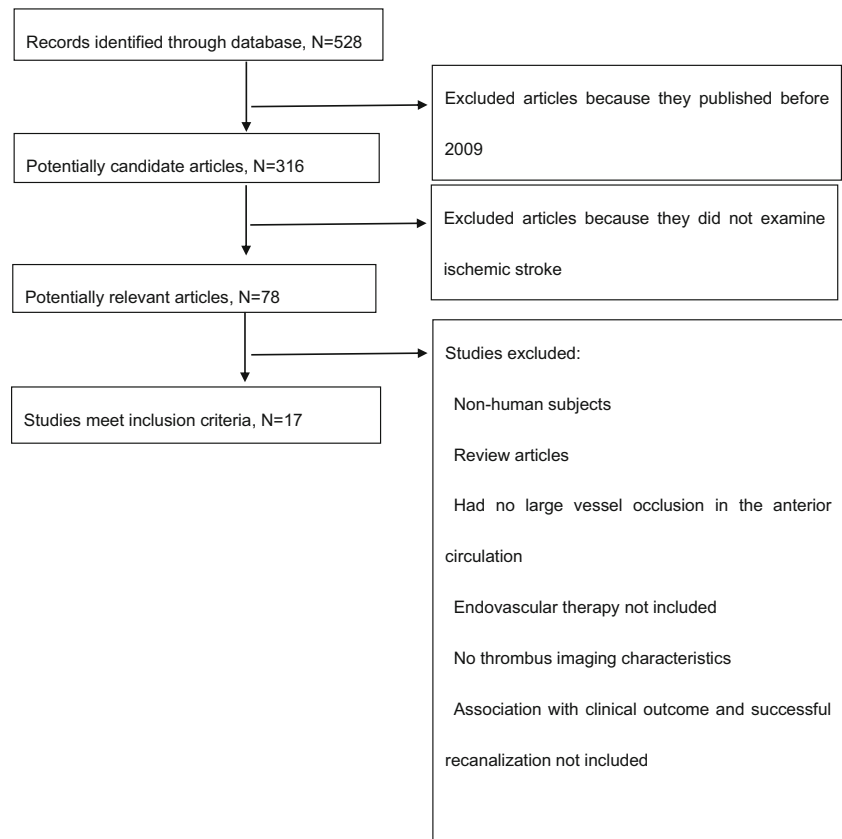 Records identified through database, N=528
Excluded articles because they published before
2009
Potentially candidate articles, N=316
Excluded articles because they did not examine
ischemic stroke
Potentially relevant articles, N=78
Studies excluded:
Non-human subjects
Review articles
Had no large vessel occlusion in the anterior
circulation
Endovascular therapy not included
No thrombus imaging characteristics
Association with clinical outcome and successful
recanalization not included
Studies meet inclusion criteria, N=17